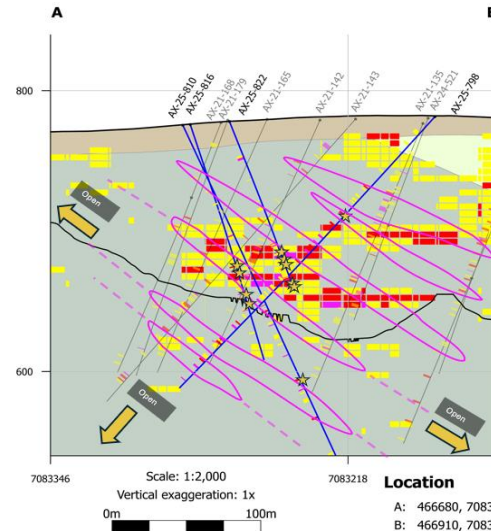 A
B
AX-25-810
AX-25-816
AX-21-168
AX-21-179
AX-25-822
AX-21-165
AX-21-142
AX-21-143
AX-21-135
AX-24-521
AX-25-798
800
600
Open
Open
Open
7083346
7083218
Scale: 1:2,000
Vertical exaggeration: 1x
0m
100m
Location
A: 466680, 7083
B: 466910, 7083